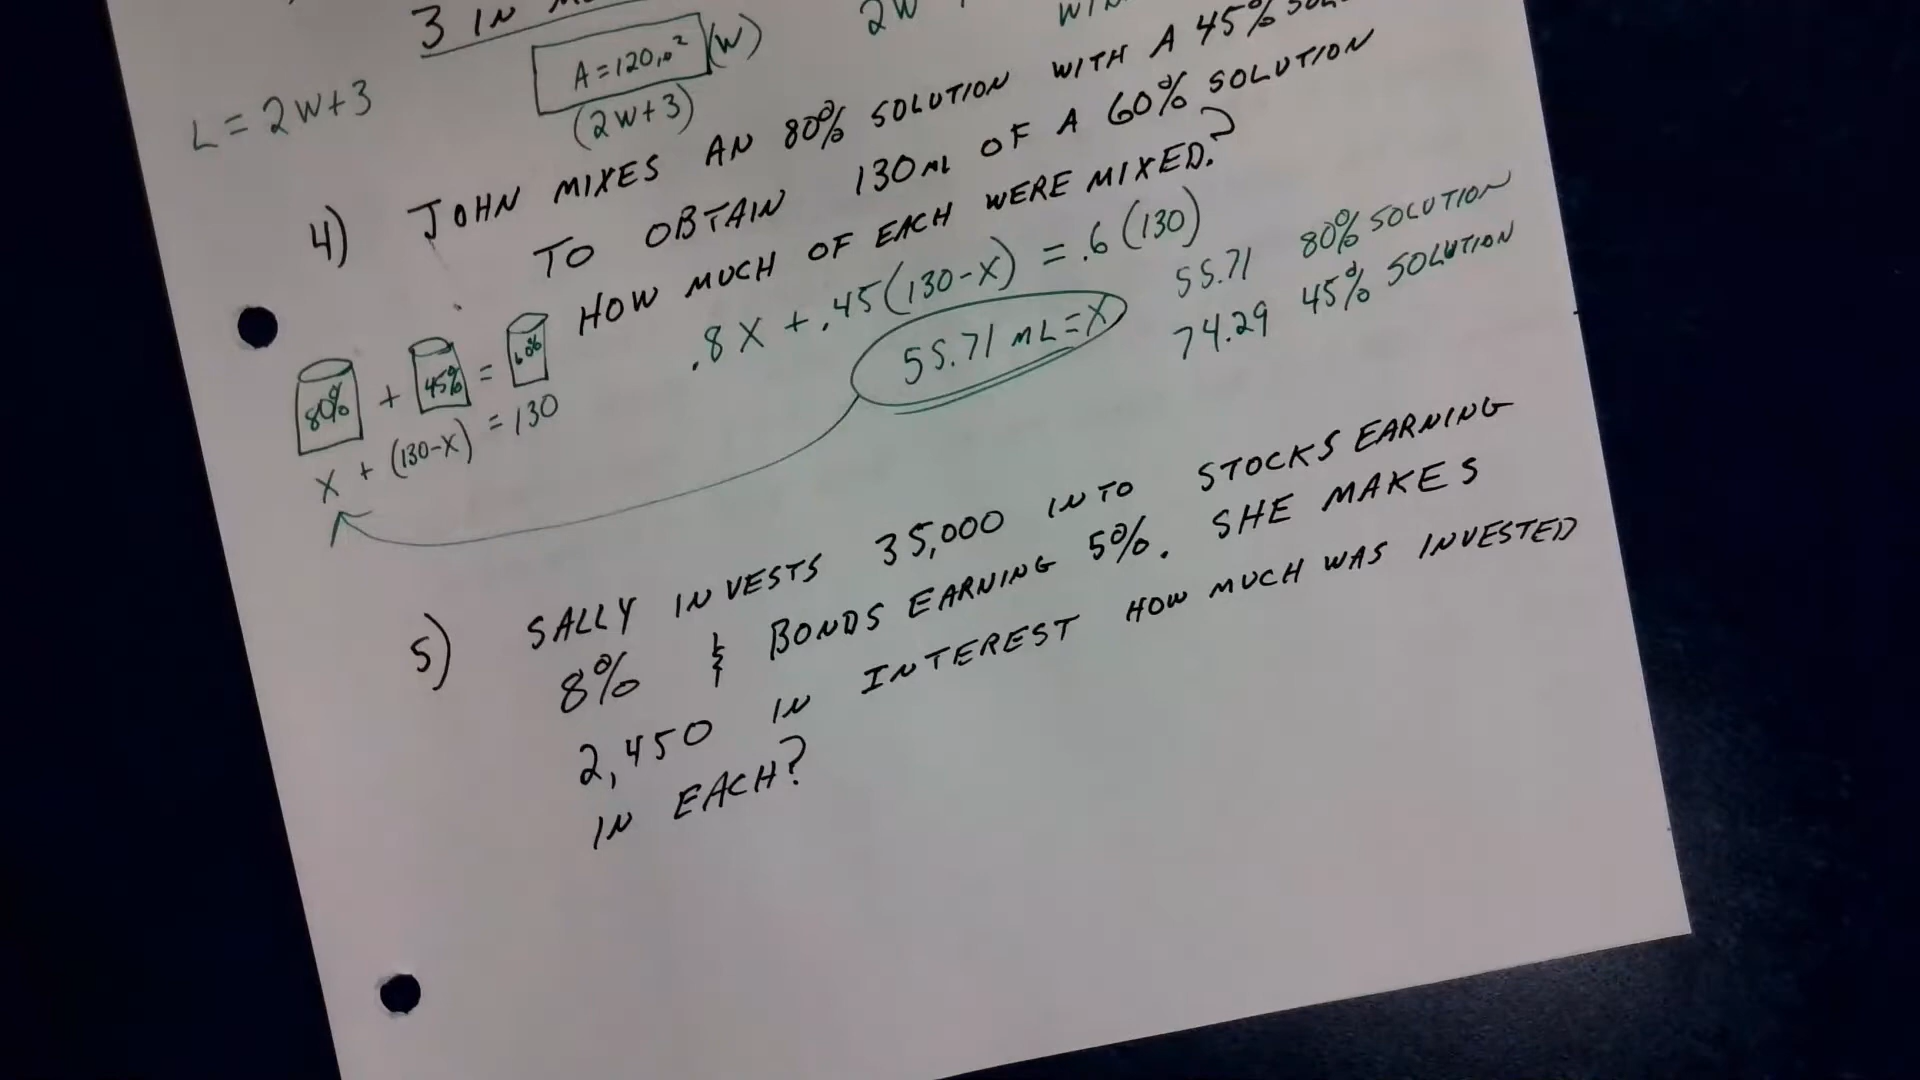 3 IN
2W
L = 2W+3
A = 120in² (W)
(2W+3)
4) JOHN MIXES AN 80% SOLUTION WITH A 45%
TO OBTAIN 130ML OF A 60% SOLUTION
HOW MUCH OF EACH WERE MIXED?
.8X + .45(130-X) = .6(130)
55.71 80% SOLUTION
74.29 45% SOLUTION
55.71 ML = X
80% + 45% = 60%
X + (130-X) = 130
5) SALLY INVESTS 35,000 INTO STOCKS EARNING
8% & BONDS EARNING 5%. SHE MAKES
2,450 IN INTEREST HOW MUCH WAS INVESTED
IN EACH?